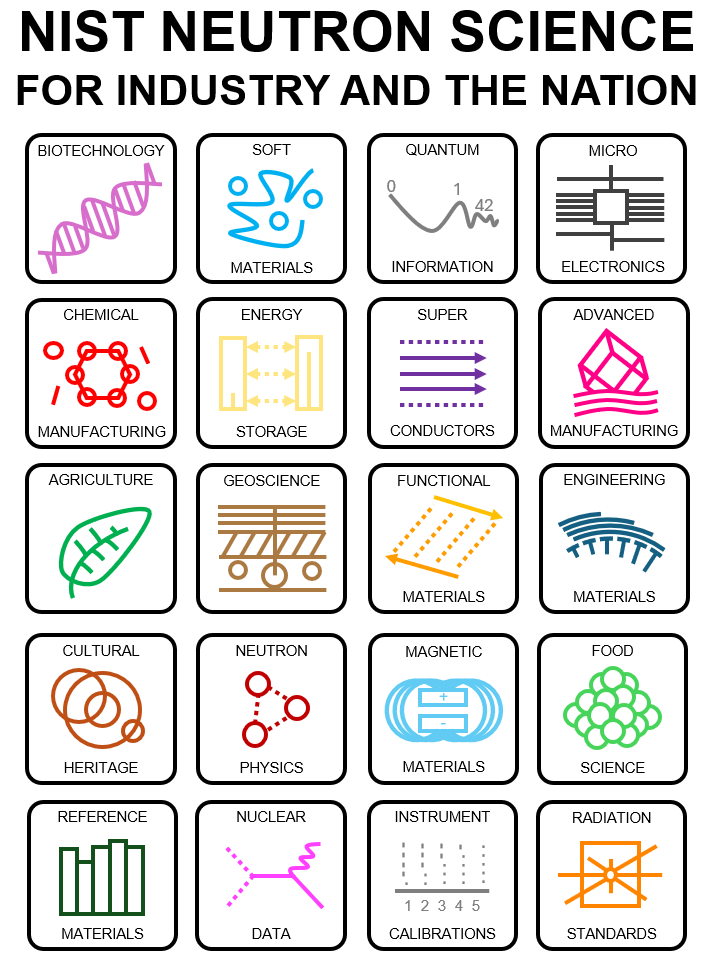 NIST NEUTRON SCIENCE
FOR INDUSTRY AND THE NATION
BIOTECHNOLOGY
SOFT
MATERIALS
QUANTUM
0
1
42
INFORMATION
MICRO
ELECTRONICS
CHEMICAL
MANUFACTURING
ENERGY
STORAGE
SUPER
CONDUCTORS
ADVANCED
MANUFACTURING
AGRICULTURE
GEOSCIENCE
FUNCTIONAL
MATERIALS
ENGINEERING
MATERIALS
CULTURAL
HERITAGE
NEUTRON
PHYSICS
MAGNETIC
+
-
MATERIALS
FOOD
SCIENCE
REFERENCE
MATERIALS
NUCLEAR
DATA
INSTRUMENT
1 2 3 4 5
CALIBRATIONS
RADIATION
STANDARDS